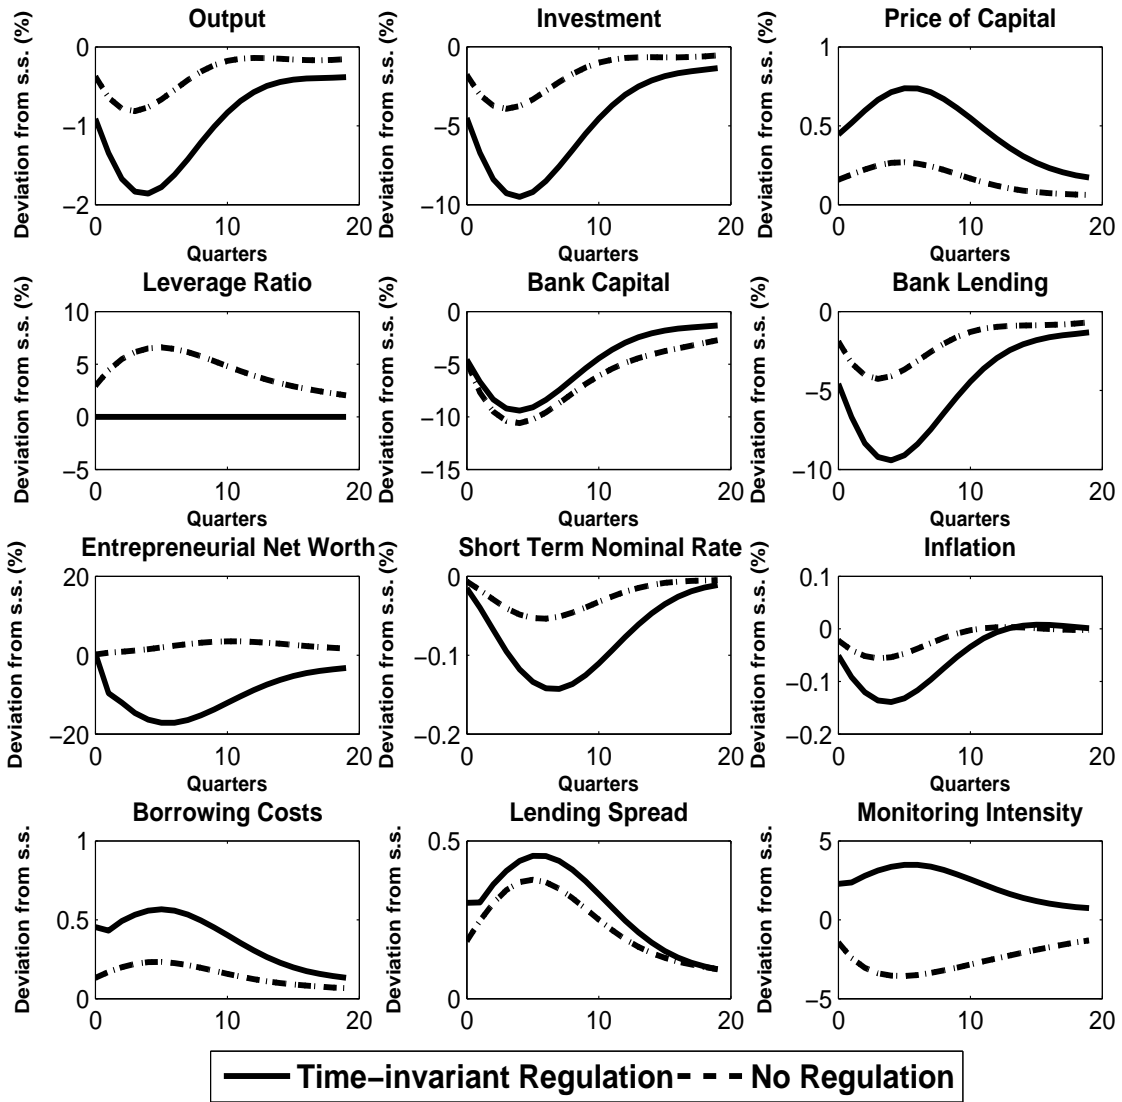 Output
Deviation from s.s. (%)
0
−1
−2
0 10 20
Quarters
Investment
Deviation from s.s. (%)
0
−5
−10
0 10 20
Quarters
Price of Capital
Deviation from s.s. (%)
1
0.5
0
0 10 20
Quarters
Leverage Ratio
Deviation from s.s. (%)
10
5
0
−5
0 10 20
Quarters
Bank Capital
Deviation from s.s. (%)
0
−5
−10
−15
0 10 20
Quarters
Bank Lending
Deviation from s.s. (%)
0
−5
−10
0 10 20
Quarters
Entrepreneurial Net Worth
Deviation from s.s. (%)
20
0
−20
0 10 20
Quarters
Short Term Nominal Rate
Deviation from s.s. (%)
0
−0.1
−0.2
0 10 20
Quarters
Inflation
Deviation from s.s. (%)
0.1
0
−0.1
−0.2
0 10 20
Quarters
Borrowing Costs
Deviation from s.s.
1
0.5
0
0 10 20
Lending Spread
Deviation from s.s.
0.5
0
0 10 20
Monitoring Intensity
Deviation from s.s.
5
0
−5
0 10 20
Time−invariant Regulation
No Regulation